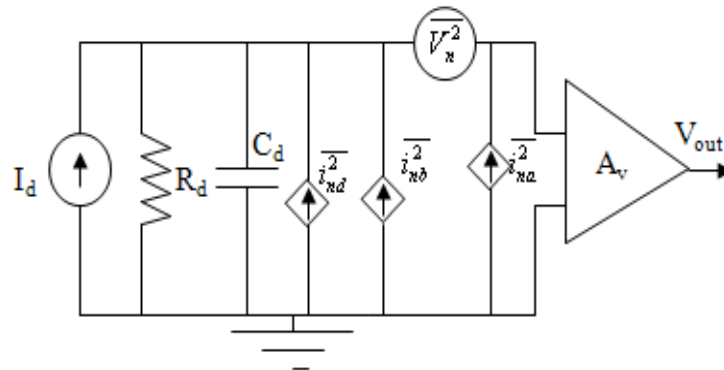 I_d
R_d
C_d
\overline{i_{nd}^2}
\overline{i_{nb}^2}
\overline{V_n^2}
\overline{i_{na}^2}
A_v
V_out